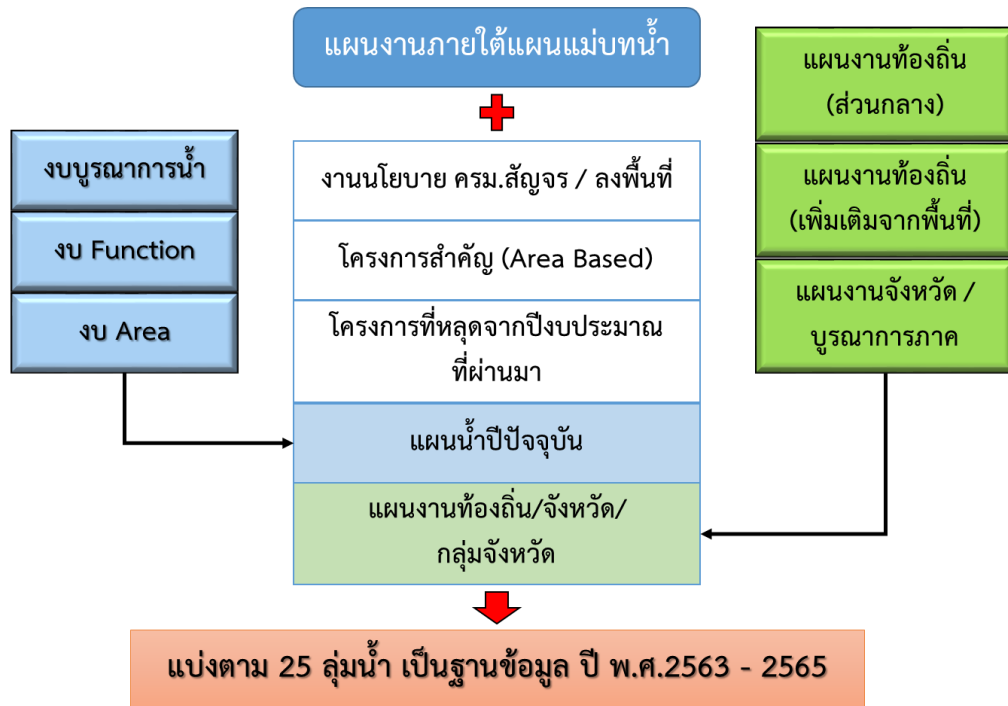 แผนงานภายใต้แผนแม่บทน้ำ
งบบูรณาการน้ำ
งบ Function
งบ Area
งานนโยบาย ครม.สัญจร / ลงพื้นที่
โครงการสำคัญ (Area Based)
โครงการที่หลุดจากปีงบประมาณ
ที่ผ่านมา
แผนน้ำปีปัจจุบัน
แผนงานท้องถิ่น/จังหวัด/
กลุ่มจังหวัด
แผนงานท้องถิ่น
(ส่วนกลาง)
แผนงานท้องถิ่น
(เพิ่มเติมจากพื้นที่)
แผนงานจังหวัด /
บูรณาการภาค
แบ่งตาม 25 ลุ่มน้ำ เป็นฐานข้อมูล ปี พ.ศ.2563 - 2565